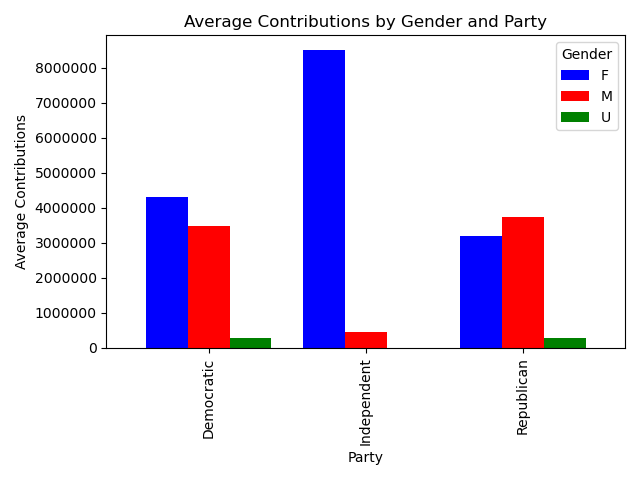 Average Contributions by Gender and Party
Gender
F
M
U
Average Contributions
8000000
7000000
6000000
5000000
4000000
3000000
2000000
1000000
0
Democratic
Independent
Republican
Party